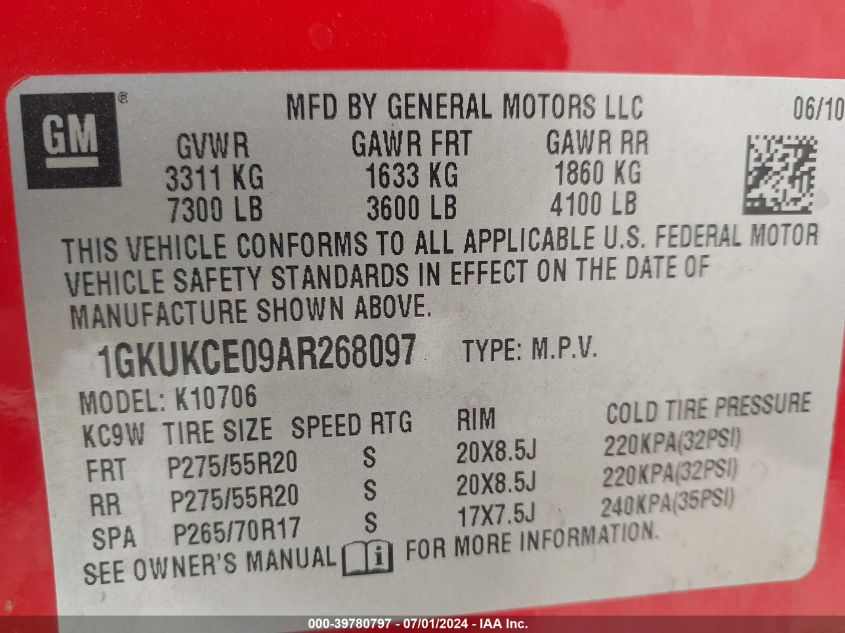 GM ® MFD BY GENERAL MOTORS LLC 06/10
GVWR GAWR FRT GAWR RR
3311 KG 1633 KG 1860 KG
7300 LB 3600 LB 4100 LB
THIS VEHICLE CONFORMS TO ALL APPLICABLE U.S. FEDERAL MOTOR
VEHICLE SAFETY STANDARDS IN EFFECT ON THE DATE OF
MANUFACTURE SHOWN ABOVE.
1GKUKCE09AR268097 TYPE: M.P.V.
MODEL: K10706
KC9W TIRE SIZE SPEED RTG RIM COLD TIRE PRESSURE
FRT P275/55R20 S 20X8.5J 220KPA(32PSI)
RR P275/55R20 S 20X8.5J 220KPA(32PSI)
SPA P265/70R17 S 17X7.5J 240KPA(35PSI)
SEE OWNER'S MANUAL i FOR MORE INFORMATION.
000-39780797 - 07/01/2024 - IAA Inc.